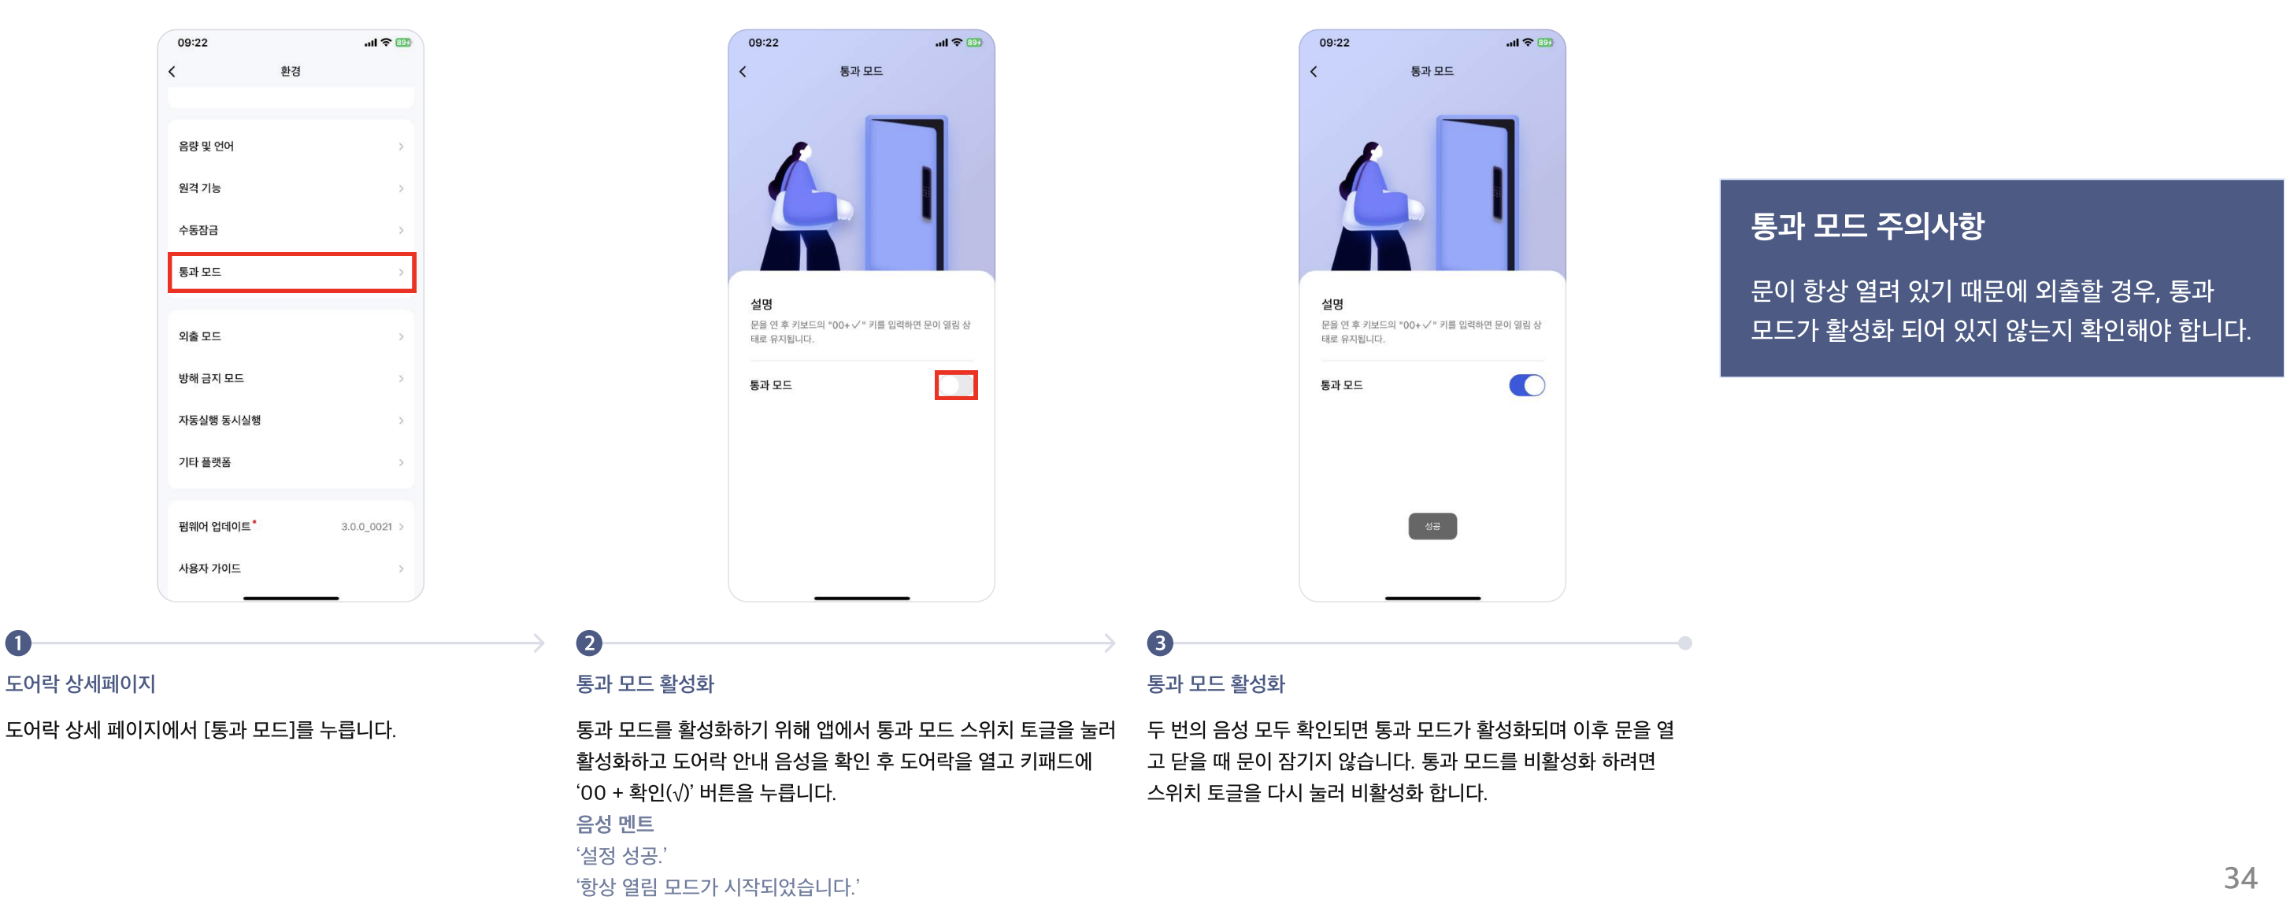 09:22
환경
음량 및 언어
원격 기능
수동잠금
통과 모드
외출 모드
방해 금지 모드
자동실행 동시실행
기타 플랫폼
펌웨어 업데이트 3.0.0_0021
사용자 가이드
1
도어락 상세페이지
도어락 상세 페이지에서 [통과 모드]를 누릅니다.
09:22
통과 모드
설명
문을 연 후 키보드의 "00+✓" 키를 입력하면 문이 열림 상
태로 유지됩니다.
통과 모드
2
통과 모드 활성화
통과 모드를 활성화하기 위해 앱에서 통과 모드 스위치 토글을 눌러
활성화하고 도어락 안내 음성을 확인 후 도어락을 열고 키패드에
‘00 + 확인(√)’ 버튼을 누릅니다.
음성 멘트
‘설정 성공.’
‘항상 열림 모드가 시작되었습니다.’
09:22
통과 모드
설명
문을 연 후 키보드의 "00+✓" 키를 입력하면 문이 열림 상
태로 유지됩니다.
통과 모드
성공
3
통과 모드 활성화
두 번의 음성 모두 확인되면 통과 모드가 활성화되며 이후 문을 열
고 닫을 때 문이 잠기지 않습니다. 통과 모드를 비활성화 하려면
스위치 토글을 다시 눌러 비활성화 합니다.
통과 모드 주의사항
문이 항상 열려 있기 때문에 외출할 경우, 통과
모드가 활성화 되어 있지 않는지 확인해야 합니다.
34